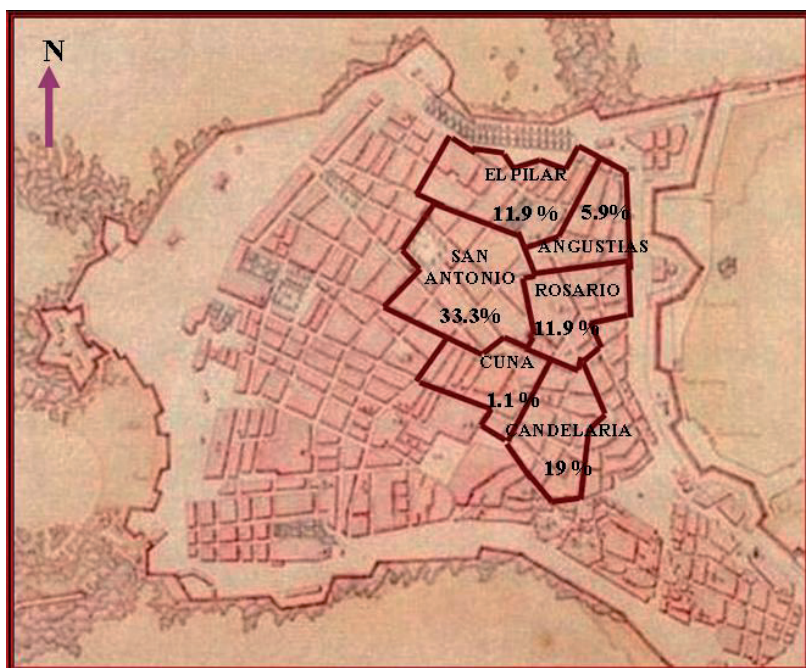 N
EL PILAR
11.9 %
5.9%
ANGUSTIAS
SAN
ANTONIO
33.3%
ROSARIO
11.9 %
CUNA
1.1 %
CANDELARIA
19 %